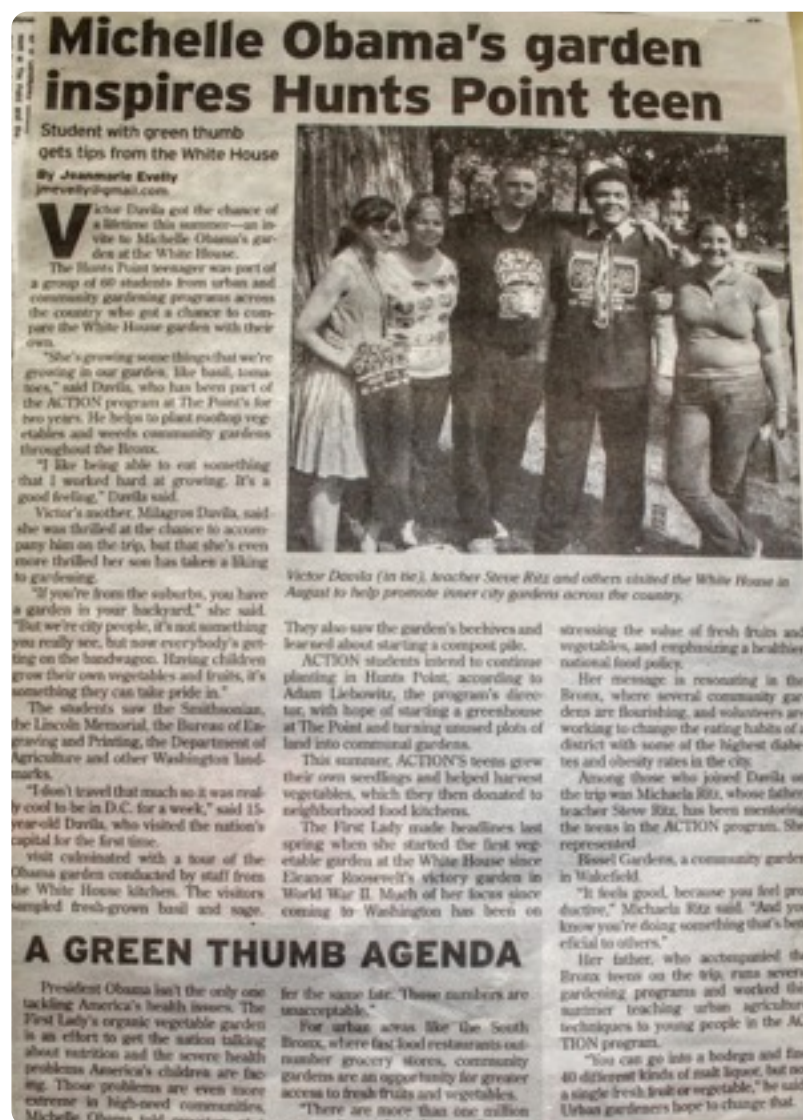 Michelle Obama's garden
inspires Hunts Point teen
Student with green thumb
gets tips from the White House
By Jeanmarie Evelly
jmevelly@gmail.com
Victor Davila got the chance of
a lifetime this summer—an in-
vite to Michelle Obama's gar-
den at the White House.
The Hunts Point teenager was part of
a group of 60 students from urban and
community gardening programs across
the country who got a chance to com-
pare the White House garden with their
own.
"She's growing some things that we're
growing in our garden, like basil, toma-
toes," said Davila, who has been part of
the ACTION program at The Point's for
two years. He helps to plant rooftop veg-
etables and weeds community gardens
throughout the Bronx.
"I like being able to eat something
that I worked hard at growing. It's a
good feeling," Davila said.
Victor's mother, Milagros Davila, said
she was thrilled at the chance to accom-
pany him on the trip, but that she's even
more thrilled her son has taken a liking
to gardening.
"If you're from the suburbs, you have
a garden in your backyard," she said.
"But we're city people, it's not something
you really see, but now everybody's get-
ting on the bandwagon. Having children
grow their own vegetables and fruits, it's
something they can take pride in."
The students saw the Smithsonian,
the Lincoln Memorial, the Bureau of En-
graving and Printing, the Department of
Agriculture and other Washington land-
marks.
"I don't travel that much so it was real-
ly cool to be in D.C. for a week," said 15-
year-old Davila, who visited the nation's
capital for the first time.
visit culminated with a tour of the
Obama garden conducted by staff from
the White House kitchen. The visitors
sampled fresh-grown basil and sage.
Victor Davila (in tie), teacher Steve Ritz and others visited the White House in
August to help promote inner city gardens across the country.
They also saw the garden's beehives and
learned about starting a compost pile.
ACTION students intend to continue
planting in Hunts Point, according to
Adam Liebowitz, the program's direc-
tor, with hope of starting a greenhouse
at The Point and turning unused plots of
land into communal gardens.
This summer, ACTION'S teens grew
their own seedlings and helped harvest
vegetables, which they then donated to
neighborhood food kitchens.
The First Lady made headlines last
spring when she started the first veg-
etable garden at the White House since
Eleanor Roosevelt's victory garden in
World War II. Much of her focus since
coming to Washington has been on
stressing the value of fresh fruits and
vegetables, and emphasizing a healthier
national food policy.
Her message is resonating in the
Bronx, where several community gar-
dens are flourishing, and volunteers are
working to change the eating habits of a
district with some of the highest diabe-
tes and obesity rates in the city.
Among those who joined Davila on
the trip was Michaela Ritz, whose father,
teacher Steve Ritz, has been mentoring
the teens in the ACTION program. She
represented
Bissel Gardens, a community garden
in Wakefield.
"It feels good, because you feel pro
ductive," Michaela Ritz said. "And you
know you're doing something that's ben
eficial to others."
Her father, who accompanied the
Bronx teens on the trip, runs several
gardening programs and worked this
summer teaching urban agriculture
techniques to young people in the AC
TION program.
"You can go into a bodega and find
40 different kinds of malt liquor, but not
a single fresh fruit or vegetable," he said
Urban gardeners hope to change that.
A GREEN THUMB AGENDA
President Obama isn't the only one
tackling America's health issues. The
First Lady's organic vegetable garden
is an effort to get the nation talking
about nutrition and the severe health
problems America's children are fac-
ing. Those problems are even more
extreme in high-need communities,
Michelle Obama told
fer the same fate. Those numbers are
unacceptable."
For urban areas like the South
Bronx, where fast food restaurants out-
number grocery stores, community
gardens are an opportunity for greater
access to fresh fruits and vegetables.
"There are more than one million